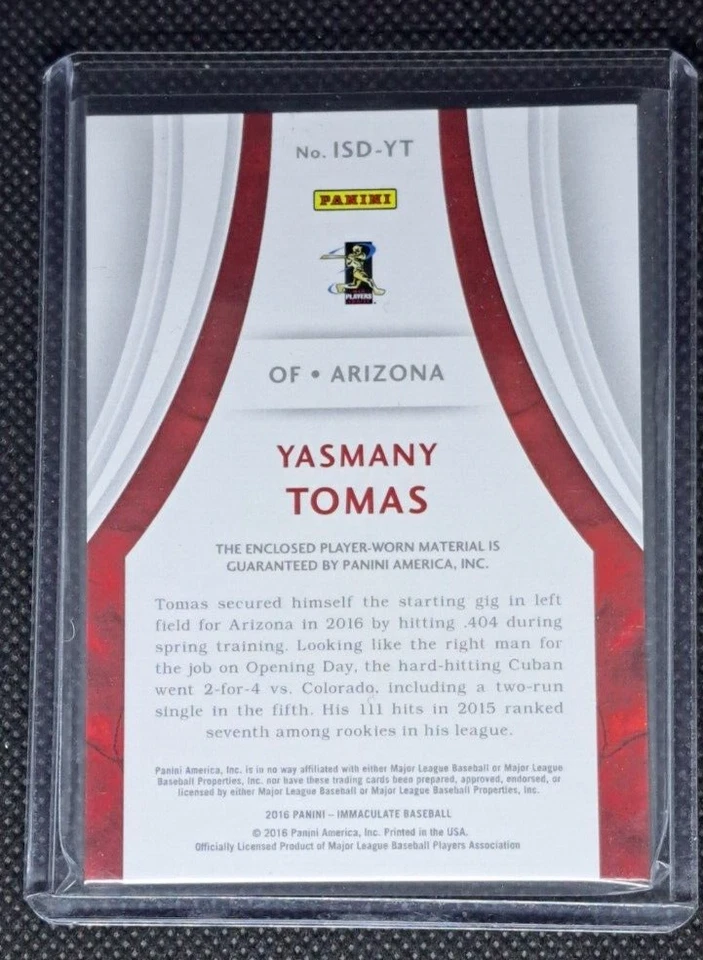 No. ISD-YT
PANINI
PLAYERS
OF • ARIZONA
YASMANY
TOMAS
THE ENCLOSED PLAYER-WORN MATERIAL IS
GUARANTEED BY PANINI AMERICA, INC.
Tomas secured himself the starting gig in left
field for Arizona in 2016 by hitting .404 during
spring training. Looking like the right man for
the job on Opening Day, the hard-hitting Cuban
went 2-for-4 vs. Colorado, including a two-run
single in the fifth. His 111 hits in 2015 ranked
seventh among rookies in his league.
Panini America, Inc. is in no way affiliated with either Major League Baseball or Major League
Baseball Properties, Inc. nor have these trading cards been prepared, approved, endorsed, or
licensed by either Major League Baseball or Major League Baseball Properties, Inc.
2016 PANINI – IMMACULATE BASEBALL
© 2016 Panini America, Inc. Printed in the USA.
Officially Licensed Product of Major League Baseball Players Association